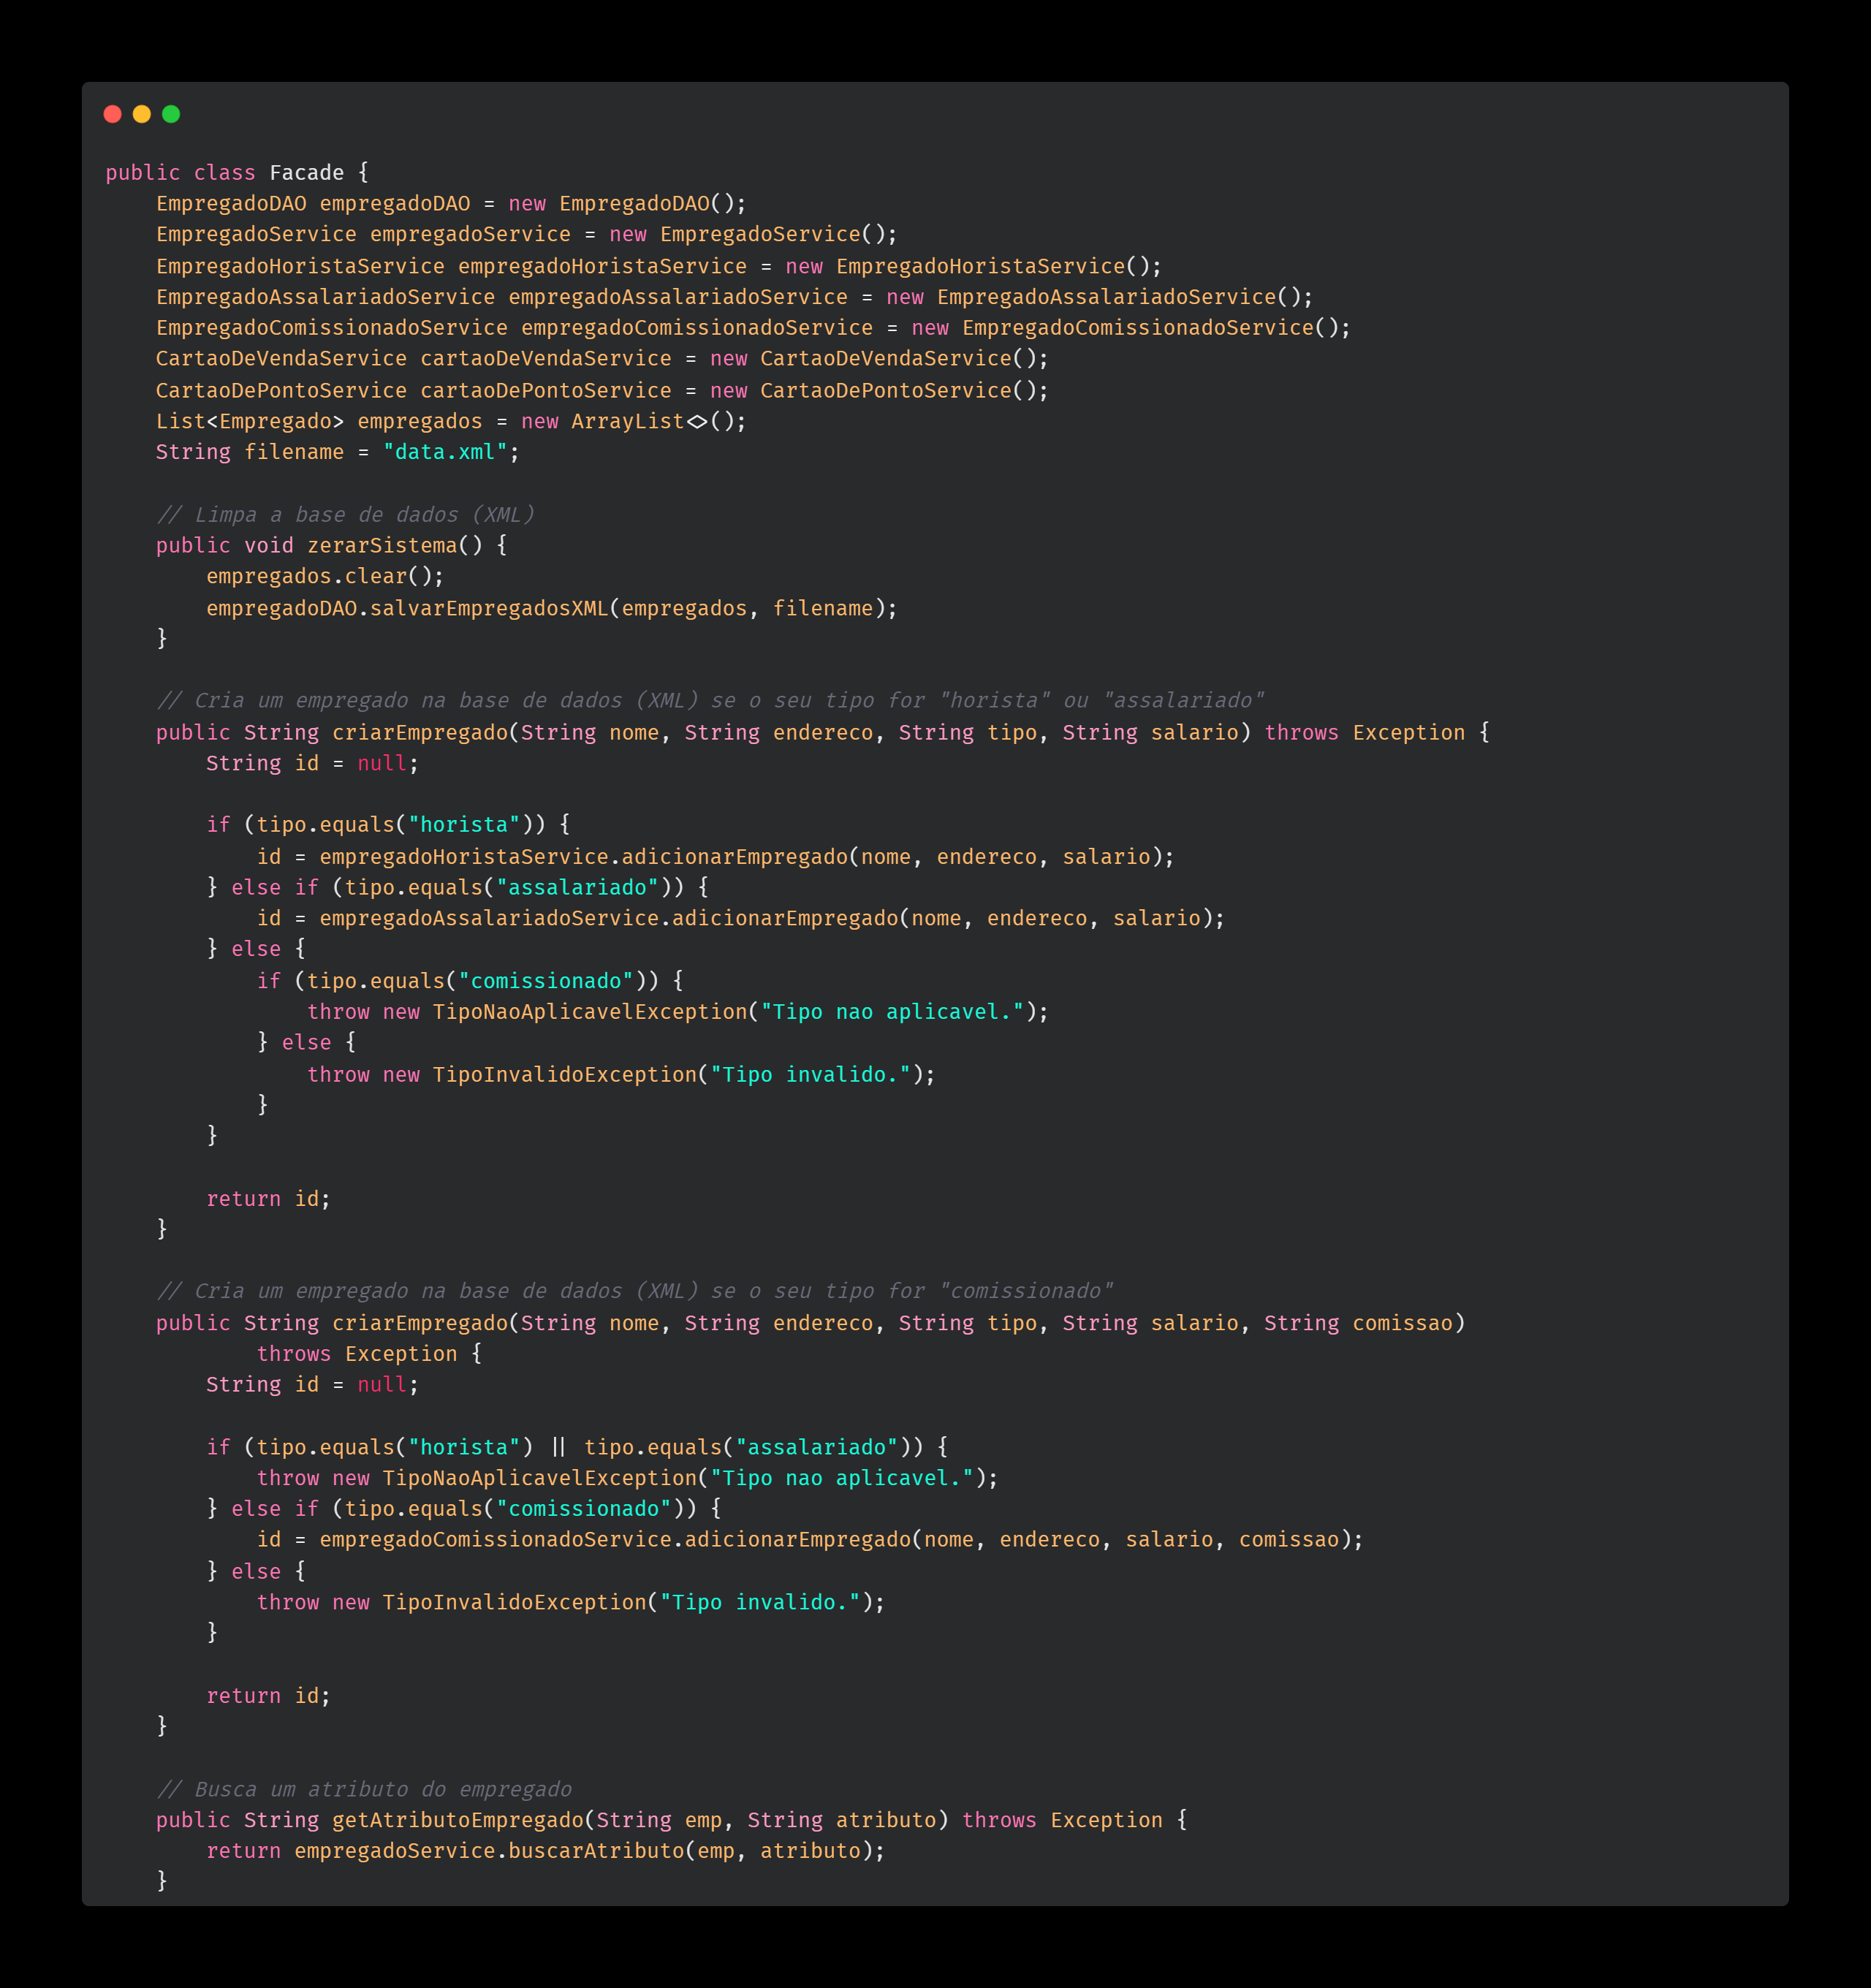 public class Facade {
    EmpregadoDAO empregadoDAO = new EmpregadoDAO();
    EmpregadoService empregadoService = new EmpregadoService();
    EmpregadoHoristaService empregadoHoristaService = new EmpregadoHoristaService();
    EmpregadoAssalariadoService empregadoAssalariadoService = new EmpregadoAssalariadoService();
    EmpregadoComissionadoService empregadoComissionadoService = new EmpregadoComissionadoService();
    CartaoDeVendaService cartaoDeVendaService = new CartaoDeVendaService();
    CartaoDePontoService cartaoDePontoService = new CartaoDePontoService();
    List<Empregado> empregados = new ArrayList<>();
    String filename = "data.xml";

    // Limpa a base de dados (XML)
    public void zerarSistema() {
        empregados.clear();
        empregadoDAO.salvarEmpregadosXML(empregados, filename);
    }

    // Cria um empregado na base de dados (XML) se o seu tipo for "horista" ou "assalariado"
    public String criarEmpregado(String nome, String endereco, String tipo, String salario) throws Exception {
        String id = null;

        if (tipo.equals("horista")) {
            id = empregadoHoristaService.adicionarEmpregado(nome, endereco, salario);
        } else if (tipo.equals("assalariado")) {
            id = empregadoAssalariadoService.adicionarEmpregado(nome, endereco, salario);
        } else {
            if (tipo.equals("comissionado")) {
                throw new TipoNaoAplicavelException("Tipo nao aplicavel.");
            } else {
                throw new TipoInvalidoException("Tipo invalido.");
            }
        }

        return id;
    }

    // Cria um empregado na base de dados (XML) se o seu tipo for "comissionado"
    public String criarEmpregado(String nome, String endereco, String tipo, String salario, String comissao)
            throws Exception {
        String id = null;

        if (tipo.equals("horista") || tipo.equals("assalariado")) {
            throw new TipoNaoAplicavelException("Tipo nao aplicavel.");
        } else if (tipo.equals("comissionado")) {
            id = empregadoComissionadoService.adicionarEmpregado(nome, endereco, salario, comissao);
        } else {
            throw new TipoInvalidoException("Tipo invalido.");
        }

        return id;
    }

    // Busca um atributo do empregado
    public String getAtributoEmpregado(String emp, String atributo) throws Exception {
        return empregadoService.buscarAtributo(emp, atributo);
    }